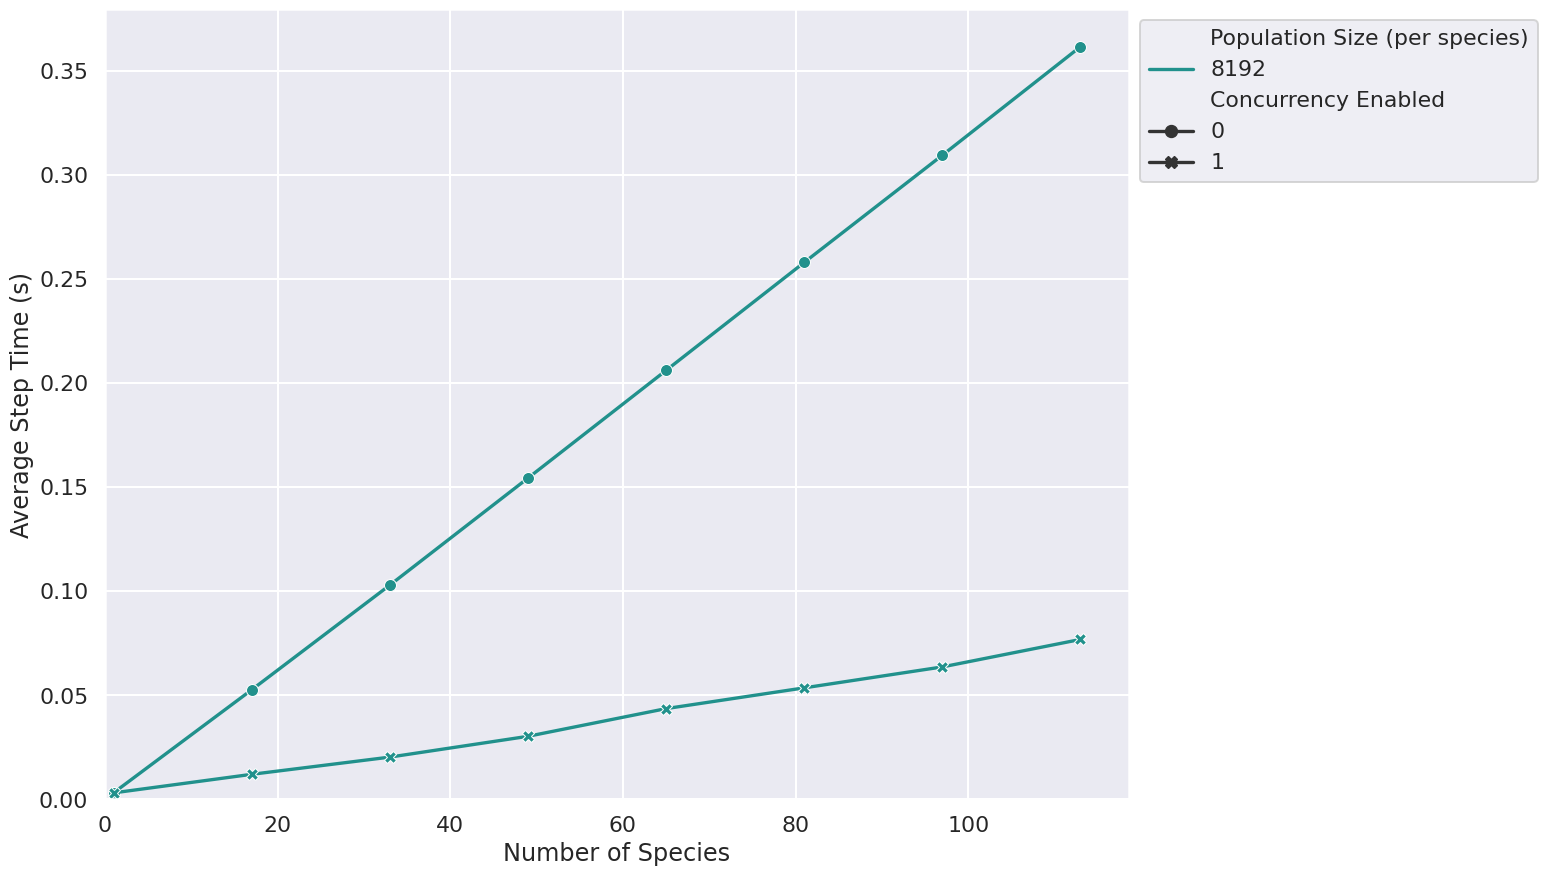 0.35
0.30
0.25
0.20
0.15
0.10
0.05
0.00
Average Step Time (s)
0 20 40 60 80 100
Number of Species
Population Size (per species)
8192
Concurrency Enabled
0
1